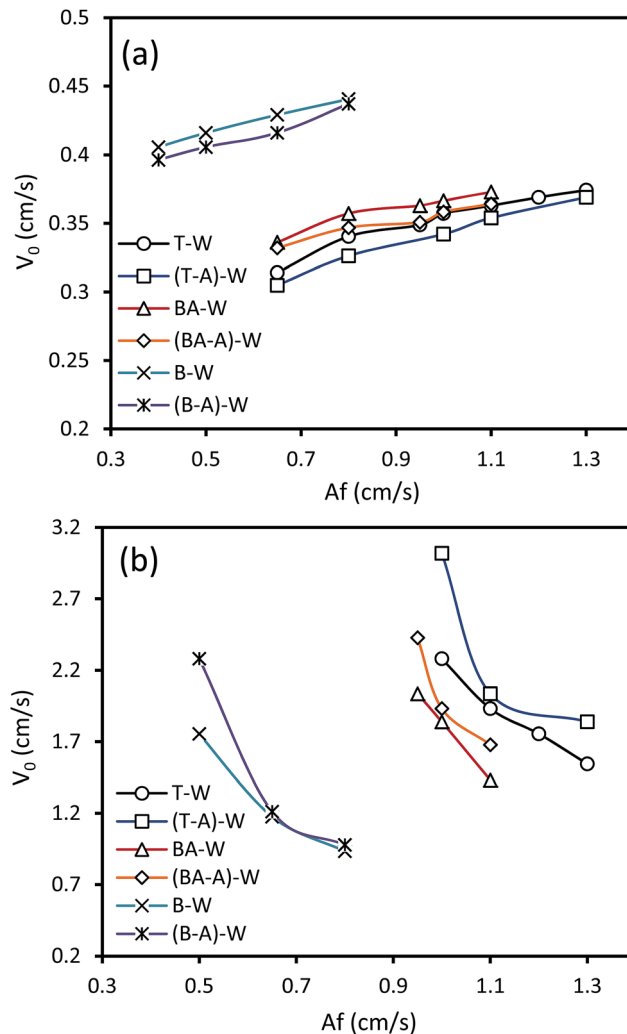 (a)
0.5
0.45
0.4
0.35
0.3
0.25
0.2
V0 (cm/s)
T-W
(T-A)-W
BA-W
(BA-A)-W
B-W
(B-A)-W
0.3 0.5 0.7 0.9 1.1 1.3
Af (cm/s)
(b)
3.2
2.7
2.2
1.7
1.2
0.7
0.2
V0 (cm/s)
T-W
(T-A)-W
BA-W
(BA-A)-W
B-W
(B-A)-W
0.3 0.5 0.7 0.9 1.1 1.3
Af (cm/s)